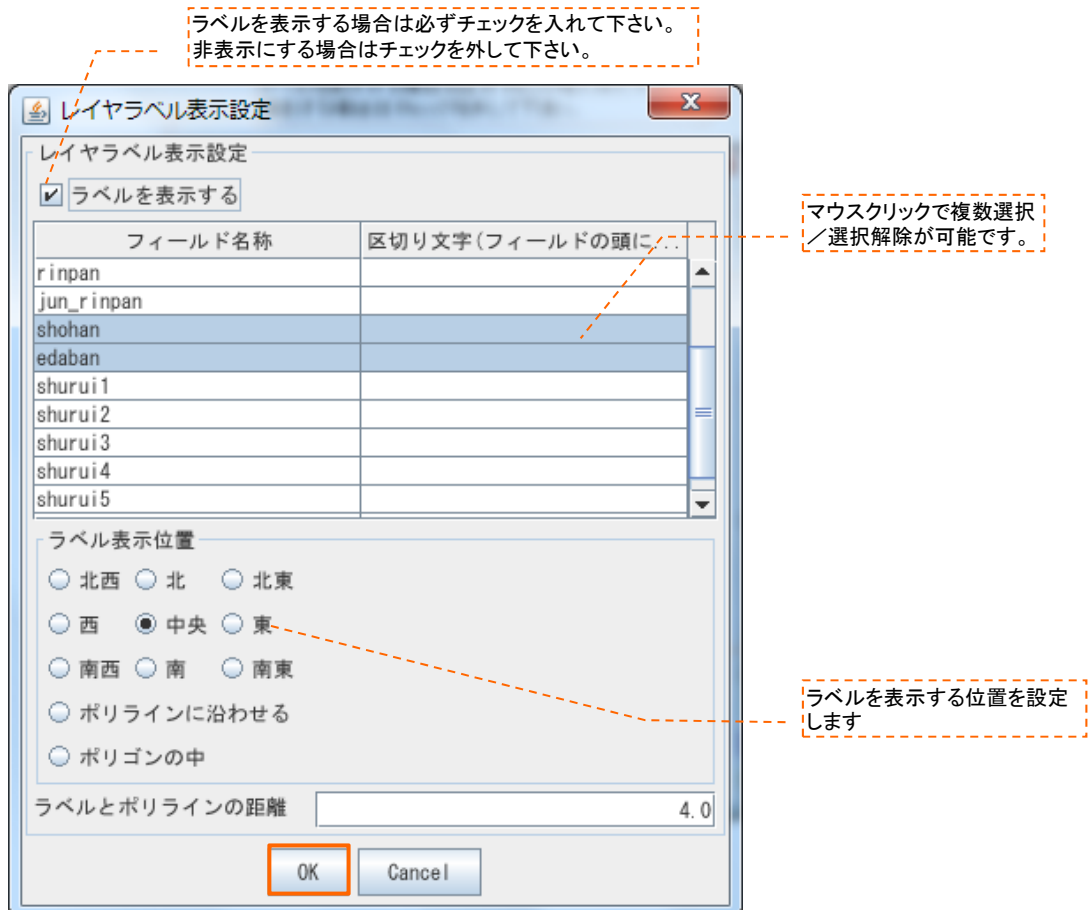 ラベルを表示する場合は必ずチェックを入れて下さい。
非表示にする場合はチェックを外して下さい。
レイヤラベル表示設定
レイヤラベル表示設定
ラベルを表示する
フィールド名称 区切り文字(フィールドの頭に...
マウスクリックで複数選択
／選択解除が可能です。
rinpan
jun_rinpan
shohan
edaban
shurui1
shurui2
shurui3
shurui4
shurui5
ラベル表示位置
北西 北 北東
西 中央 東
南西 南 南東
ポリラインに沿わせる
ラベルを表示する位置を設定
します
ポリゴンの中
ラベルとポリラインの距離 4.0
OK Cancel